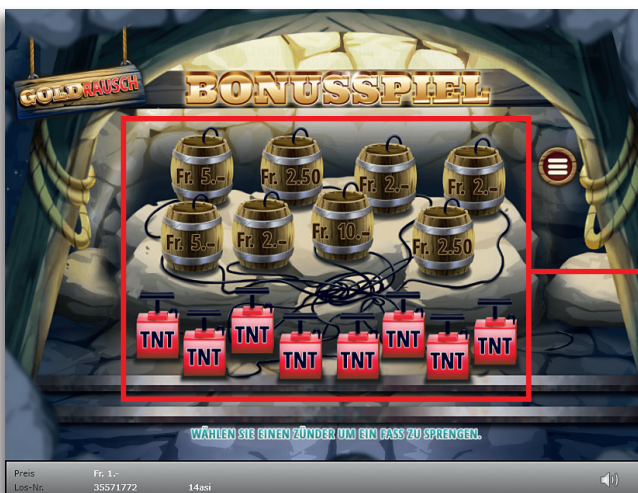 GOLDRAUSCH
BONUSSPIEL
Fr. 5.– Fr. 2.50 Fr. 2.– Fr. 2.–
Fr. 5.– Fr. 2.– Fr. 10.– Fr. 2.50
TNT TNT TNT TNT TNT TNT TNT TNT
WÄHLEN SIE EINEN ZÜNDER UM EIN FASS ZU SPRENGEN.
Preis Fr. 1.–
Los-Nr. 35571772 14asi